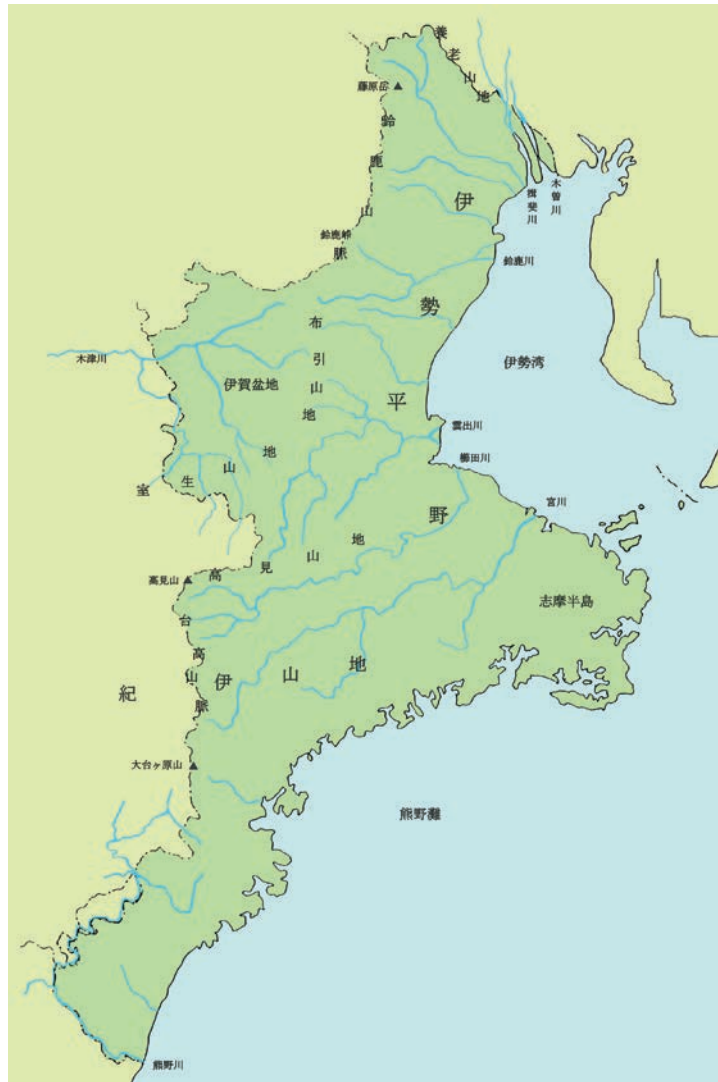 養老山地
藤原岳
鈴鹿山脈
伊勢平野
木曽川
揖斐川
鈴鹿峠
鈴鹿川
布引山地
木津川
伊賀盆地
伊勢湾
雲出川
櫛田川
室生山地
宮川
高見山地
高見山
志摩半島
台高山脈
紀伊山地
大台ヶ原山
熊野灘
熊野川